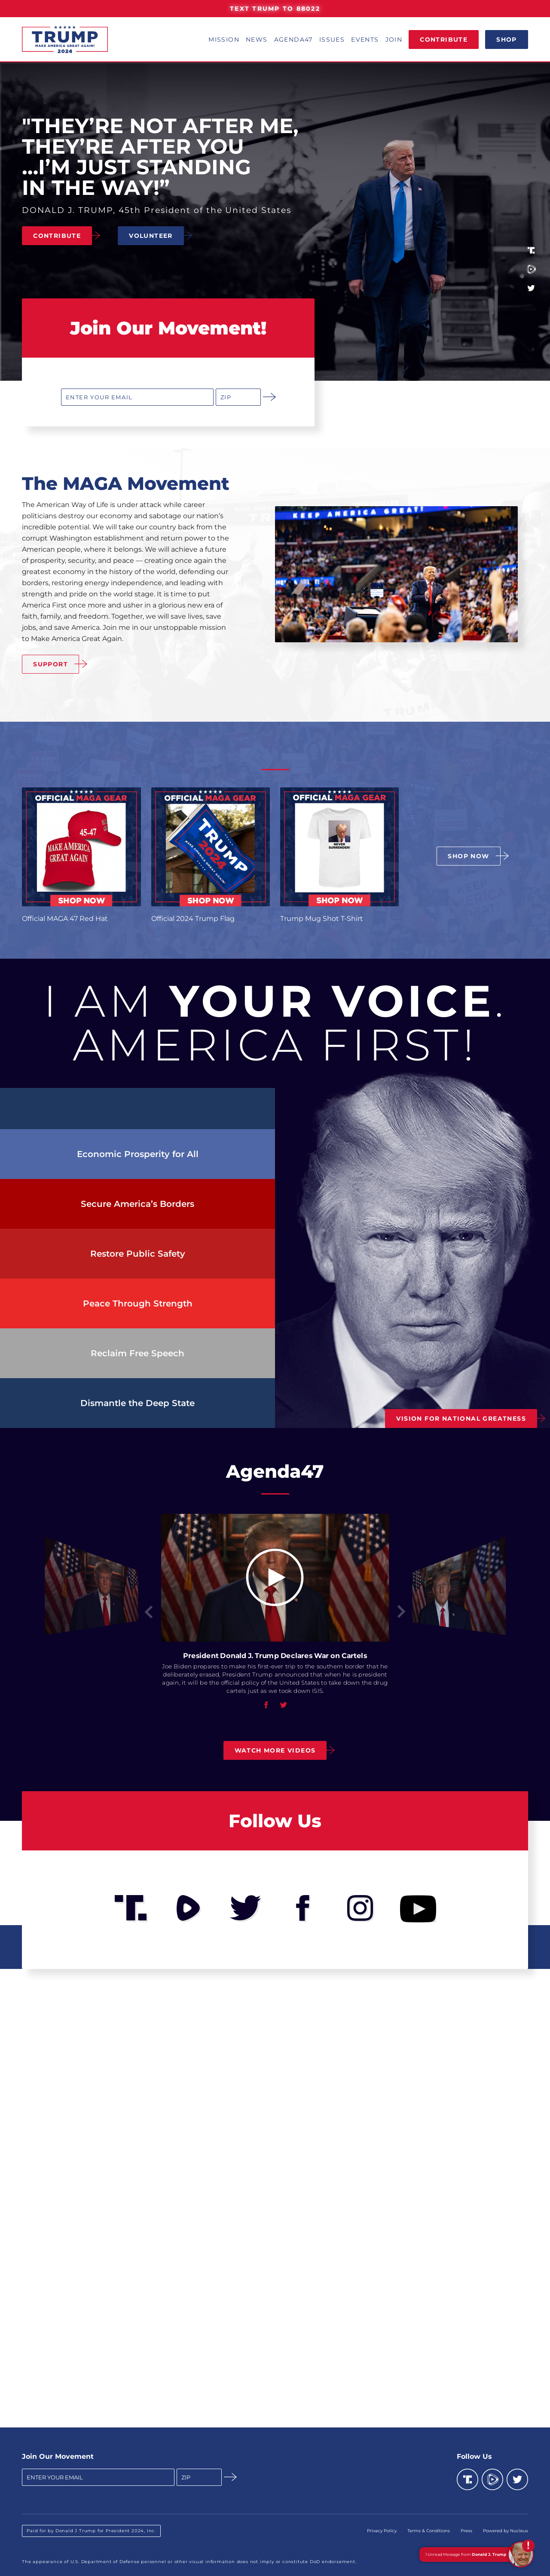 TEXT TRUMP TO 88022
TRUMP
MAKE AMERICA GREAT AGAIN!
2024
MISSION NEWS AGENDA47 ISSUES EVENTS JOIN CONTRIBUTE SHOP
"THEY’RE NOT AFTER ME,
THEY’RE AFTER YOU
...I’M JUST STANDING
IN THE WAY!”
DONALD J. TRUMP, 45th President of the United States
CONTRIBUTE VOLUNTEER
Join Our Movement!
ENTER YOUR EMAIL ZIP
The MAGA Movement
The American Way of Life is under attack while career
politicians destroy our economy and sabotage our nation’s
incredible potential. We will take our country back from the
corrupt Washington establishment and return power to the
American people, where it belongs. We will achieve a future
of prosperity, security, and peace — creating once again the
greatest economy in the history of the world, defending our
borders, restoring energy independence, and leading with
strength and pride on the world stage. It is time to put
America First once more and usher in a glorious new era of
faith, family, and freedom. Together, we will save lives, save
jobs, and save America. Join me in our unstoppable mission
to Make America Great Again.
KEEP AMERICA GREAT!
SUPPORT
OFFICIAL MAGA GEAR
45-47
MAKE AMERICA
GREAT AGAIN
SHOP NOW
Official MAGA 47 Red Hat
OFFICIAL MAGA GEAR
TRUMP
2024
SHOP NOW
Official 2024 Trump Flag
OFFICIAL MAGA GEAR
NEVER
SURRENDER!
SHOP NOW
Trump Mug Shot T-Shirt
SHOP NOW
I AM YOUR VOICE.
AMERICA FIRST!
Economic Prosperity for All
Secure America’s Borders
Restore Public Safety
Peace Through Strength
Reclaim Free Speech
Dismantle the Deep State
VISION FOR NATIONAL GREATNESS
Agenda47
President Donald J. Trump Declares War on Cartels
Joe Biden prepares to make his first-ever trip to the southern border that he
deliberately erased, President Trump announced that when he is president
again, it will be the official policy of the United States to take down the drug
cartels just as we took down ISIS.
WATCH MORE VIDEOS
Follow Us
Join Our Movement
ENTER YOUR EMAIL ZIP
Follow Us
Paid for by Donald J Trump for President 2024, Inc.
Privacy Policy Terms & Conditions Press Powered by Nucleus
1 Unread Message from Donald J. Trump
The appearance of U.S. Department of Defense personnel or other visual information does not imply or constitute DoD endorsement.